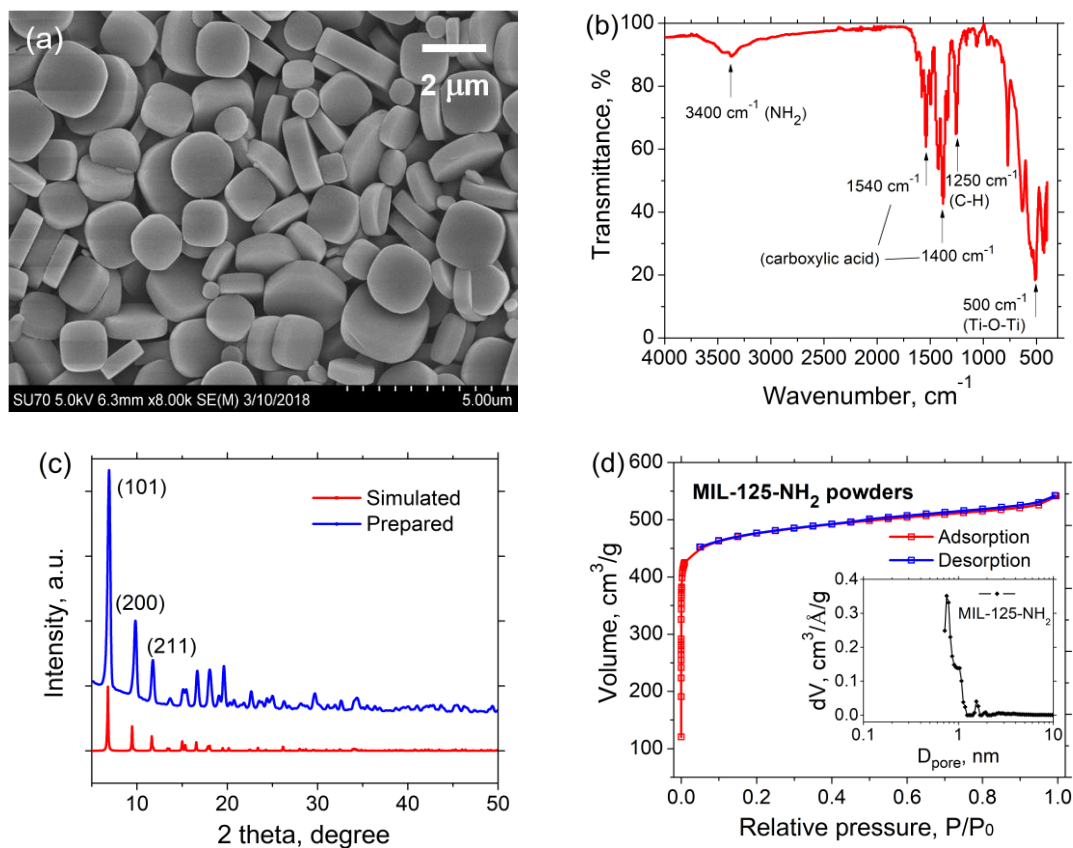 (a)
2 μm
SU70 5.0kV 6.3mm x8.00k SE(M) 3/10/2018 5.00um
(b)
Transmittance, %
100
80
60
40
20
0
3400 cm⁻¹ (NH₂)
1540 cm⁻¹
1250 cm⁻¹
(C-H)
(carboxylic acid)
1400 cm⁻¹
500 cm⁻¹
(Ti-O-Ti)
4000 3500 3000 2500 2000 1500 1000 500
Wavenumber, cm⁻¹
(c)
Intensity, a.u.
(101)
(200)
(211)
Simulated
Prepared
10 20 30 40 50
2 theta, degree
(d)
Volume, cm³/g
600
500
400
300
200
100
MIL-125-NH₂ powders
Adsorption
Desorption
dV, cm³/Å/g
0.4
0.3
0.2
0.1
0.0
MIL-125-NH₂
0.1 1 10
Dpore, nm
0.0 0.2 0.4 0.6 0.8 1.0
Relative pressure, P/P₀